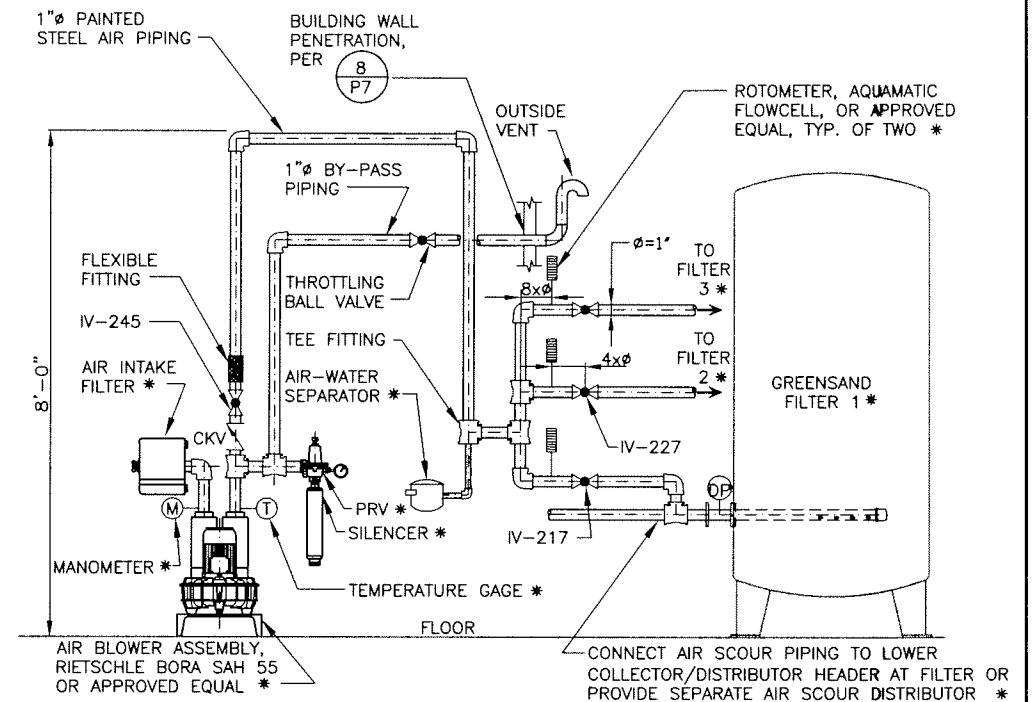 1"ø PAINTED
STEEL AIR PIPING
BUILDING WALL
PENETRATION,
PER
8
P7
OUTSIDE
VENT
ROTOMETER, AQUAMATIC
FLOWCELL, OR APPROVED
EQUAL, TYP. OF TWO *
1"ø BY-PASS
PIPING
FLEXIBLE
FITTING
THROTTLING
BALL VALVE
8xø
ø=1"
TO
FILTER
3 *
IV-245
TEE FITTING
TO
FILTER
2 *
4xø
8'-0"
AIR INTAKE
FILTER *
AIR-WATER
SEPARATOR *
GREENSAND
FILTER 1 *
CKV
IV-227
M
T
PRV *
SILENCER *
DP
IV-217
MANOMETER *
TEMPERATURE GAGE *
FLOOR
AIR BLOWER ASSEMBLY,
RIETSCHLE BORA SAH 55
OR APPROVED EQUAL *
CONNECT AIR SCOUR PIPING TO LOWER
COLLECTOR/DISTRIBUTOR HEADER AT FILTER OR
PROVIDE SEPARATE AIR SCOUR DISTRIBUTOR *